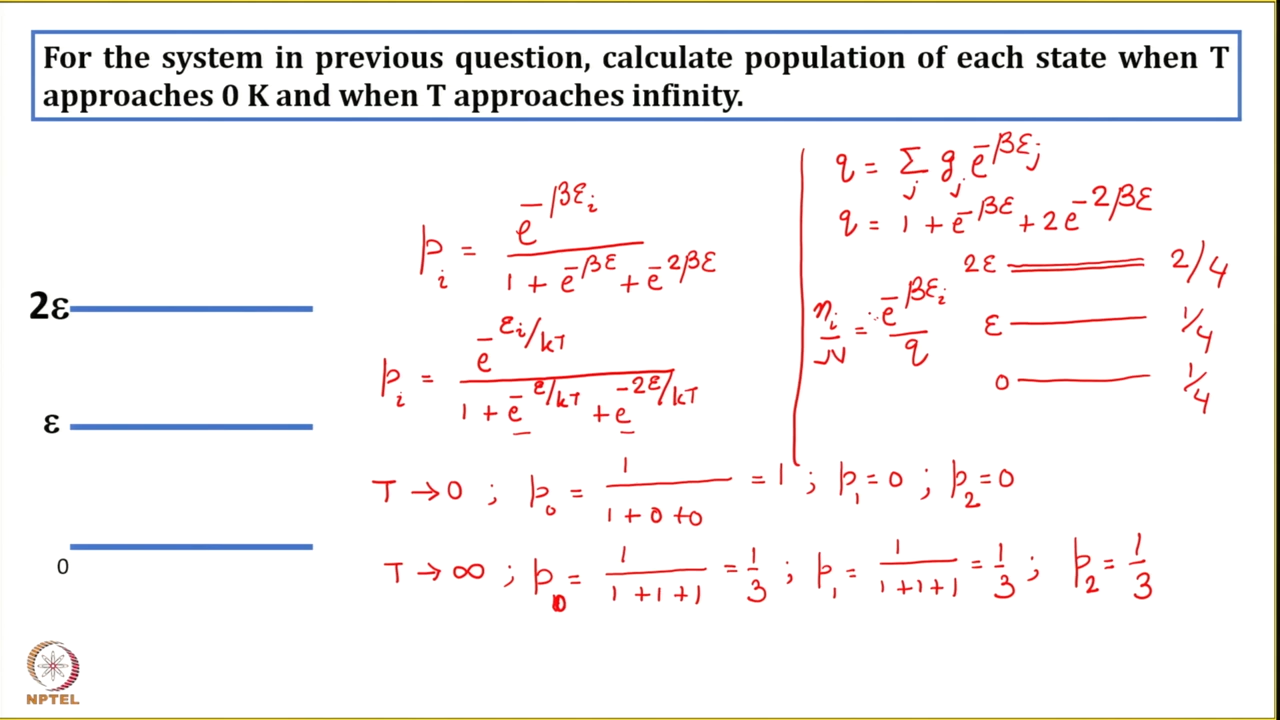 For the system in previous question, calculate population of each state when T
approaches 0 K and when T approaches infinity.
2ε
ε
0
p_i = e^{-βε_i} / (1 + e^{-βε} + e^{-2βε})
p_i = e^{-ε_i/kT} / (1 + e^{-ε/kT} + e^{-2ε/kT})
q = Σ_j g_j e^{-βε_j}
q = 1 + e^{-βε} + 2e^{-2βε}
2ε 2/4
n_i/N = e^{-βε_i} / q
ε 1/4
0 1/4
T → 0 ; p_0 = 1 / (1 + 0 + 0) = 1 ; p_1 = 0 ; p_2 = 0
T → ∞ ; p_0 = 1 / (1 + 1 + 1) = 1/3 ; p_1 = 1 / (1 + 1 + 1) = 1/3 ; p_2 = 1/3
NPTEL